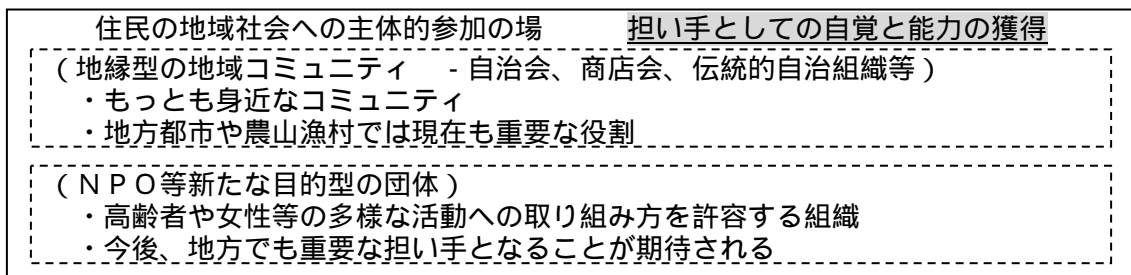 住民の地域社会への主体的参加の場　　担い手としての自覚と能力の獲得
（地縁型の地域コミュニティ　- 自治会、商店会、伝統的自治組織等）
・もっとも身近なコミュニティ
・地方都市や農山漁村では現在も重要な役割
（ＮＰＯ等新たな目的型の団体）
・高齢者や女性等の多様な活動への取り組み方を許容する組織
・今後、地方でも重要な担い手となることが期待される